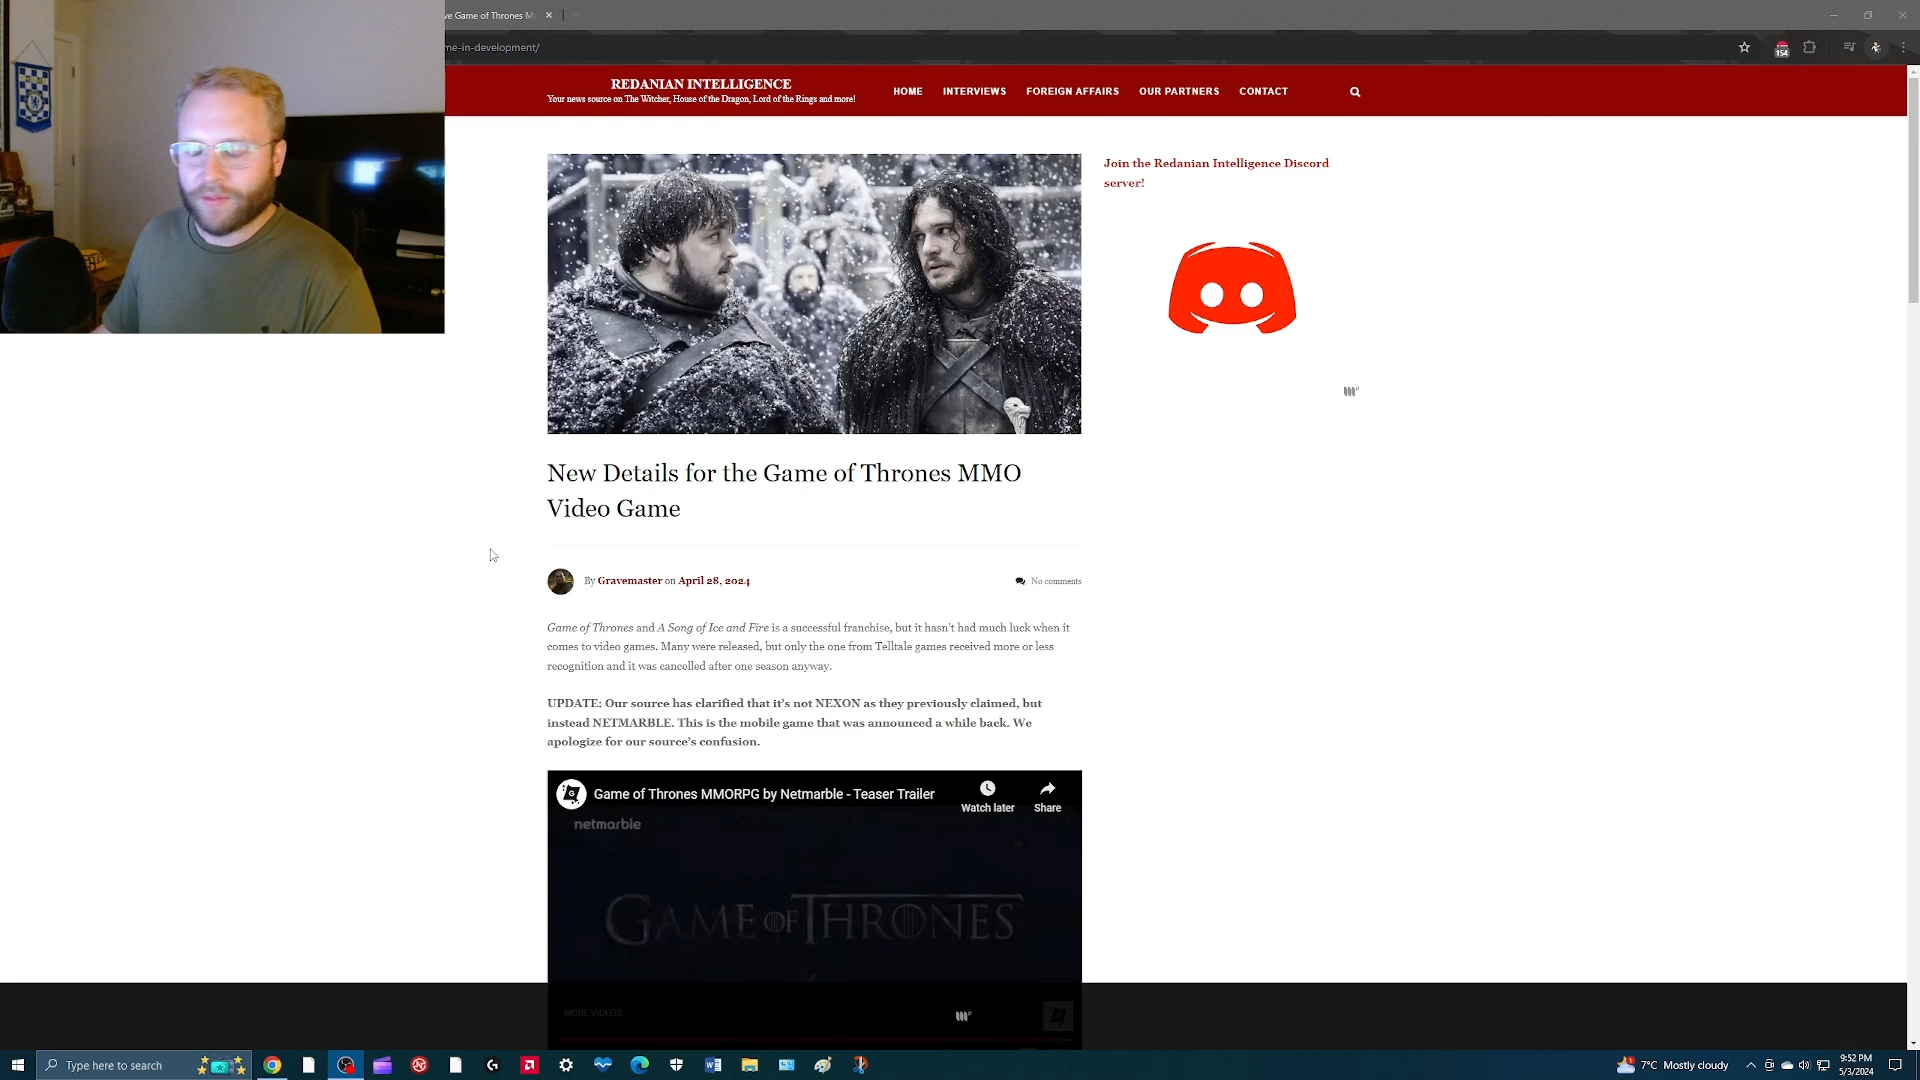 ve Game of Thrones M
me-in-development/
154
REDANIAN INTELLIGENCE
Your news source on The Witcher, House of the Dragon, Lord of the Rings and more!
HOME
INTERVIEWS
FOREIGN AFFAIRS
OUR PARTNERS
CONTACT
Join the Redanian Intelligence Discord
server!
New Details for the Game of Thrones MMO
Video Game
By Gravemaster on April 28, 2024
No comments
Game of Thrones and A Song of Ice and Fire is a successful franchise, but it hasn't had much luck when it
comes to video games. Many were released, but only the one from Telltale games received more or less
recognition and it was cancelled after one season anyway.
UPDATE: Our source has clarified that it's not NEXON as they previously claimed, but
instead NETMARBLE. This is the mobile game that was announced a while back. We
apologize for our source's confusion.
Game of Thrones MMORPG by Netmarble - Teaser Trailer
Watch later
Share
netmarble
GAME OF THRONES
MORE VIDEOS
Type here to search
7°C Mostly cloudy
9:52 PM
5/3/2024